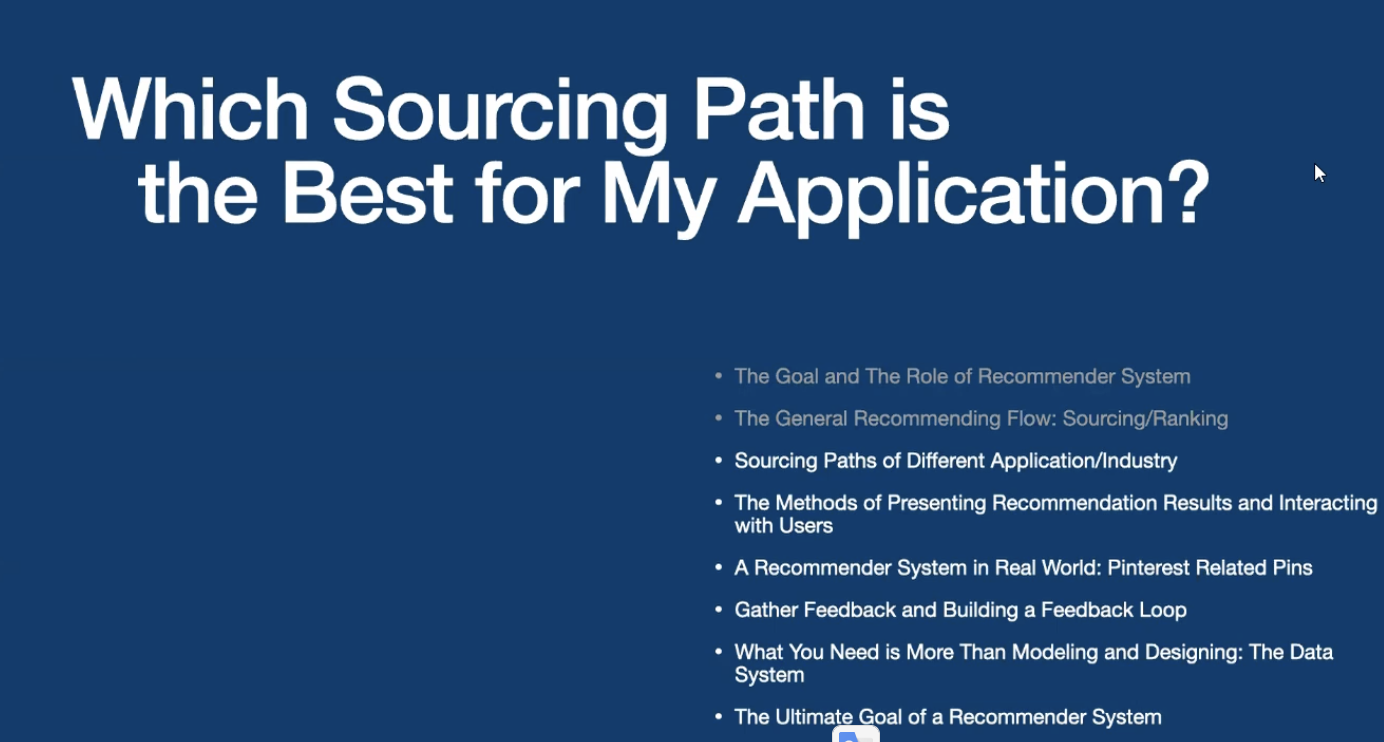 Which Sourcing Path is
the Best for My Application?
• The Goal and The Role of Recommender System
• The General Recommending Flow: Sourcing/Ranking
• Sourcing Paths of Different Application/Industry
• The Methods of Presenting Recommendation Results and Interacting
with Users
• A Recommender System in Real World: Pinterest Related Pins
• Gather Feedback and Building a Feedback Loop
• What You Need is More Than Modeling and Designing: The Data
System
• The Ultimate Goal of a Recommender System